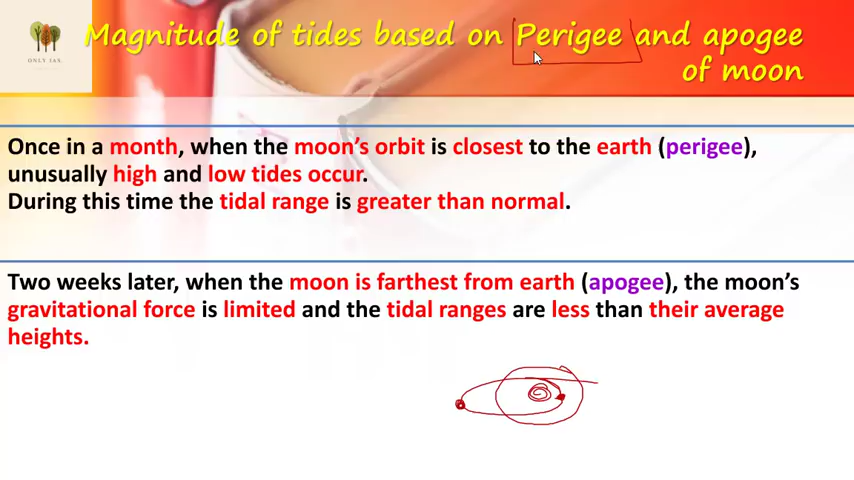 Magnitude of tides based on Perigee and apogee
of moon
ONLY IAS.
Once in a month, when the moon's orbit is closest to the earth (perigee),
unusually high and low tides occur.
During this time the tidal range is greater than normal.
Two weeks later, when the moon is farthest from earth (apogee), the moon's
gravitational force is limited and the tidal ranges are less than their average
heights.